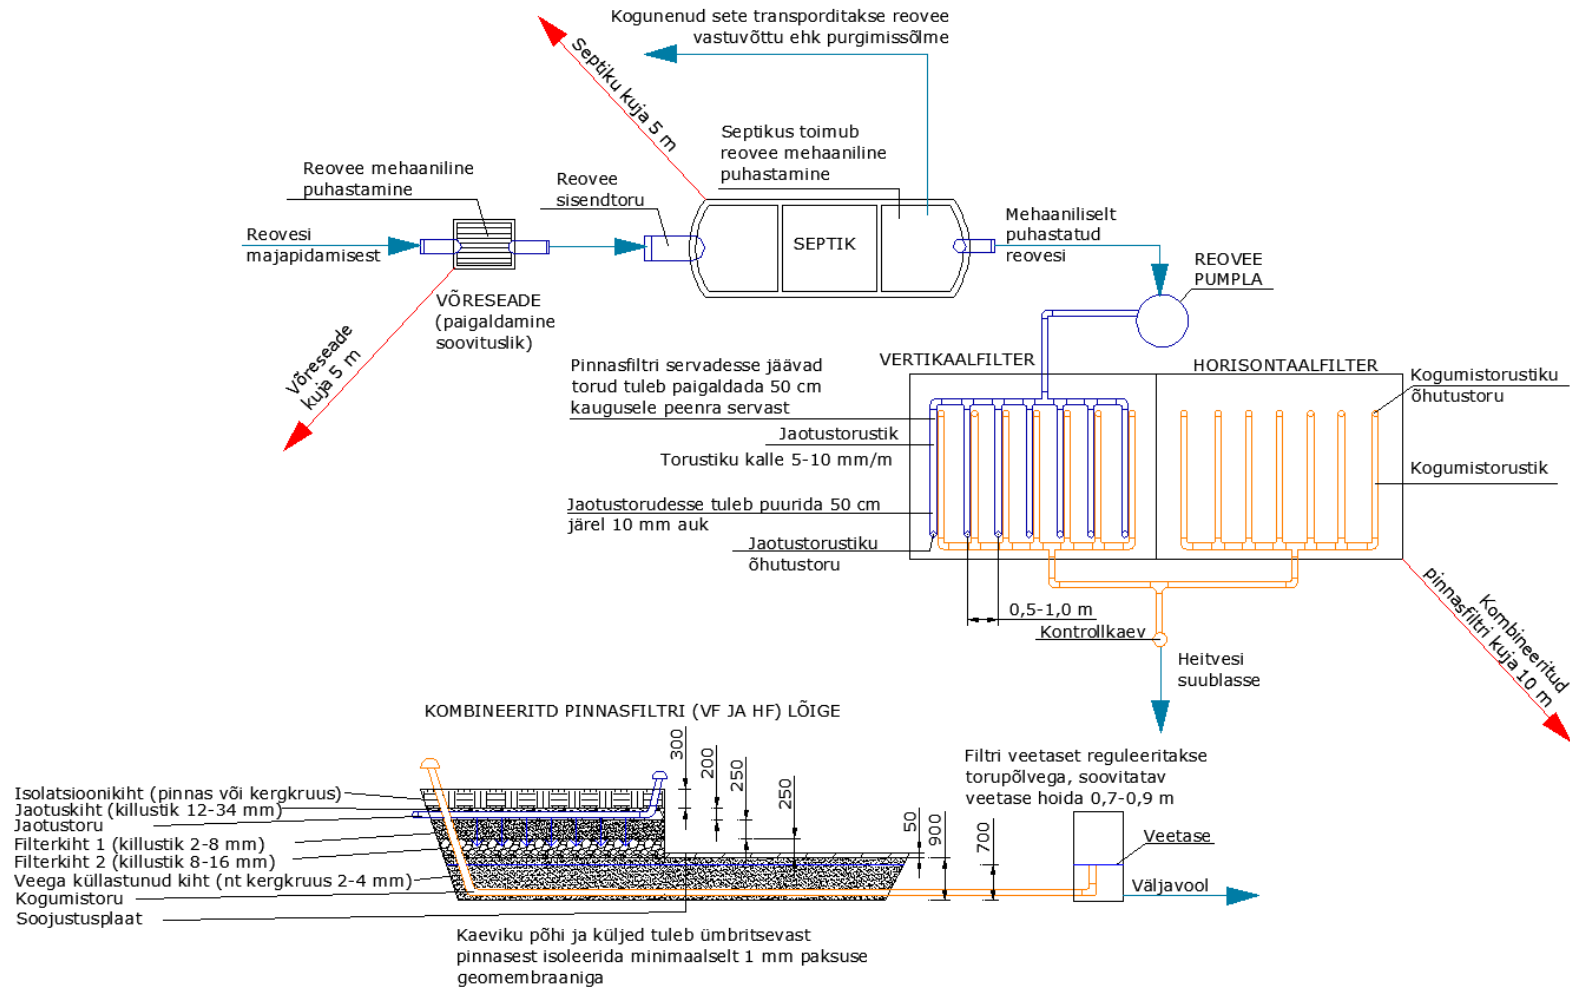 Kogunenud sete transporditakse reovee
vastuvõttu ehk purgimissõlme
Septiku kuja 5 m
Septikus toimub
reovee mehaaniline
puhastamine
Reovee mehaaniline
puhastamine
Reovee
sisendtoru
Reovesi
majapidamisest
SEPTIK
Mehaaniliselt
puhastatud
reovesi
REOVEE
PUMPLA
VÕRESEADE
(paigaldamine
soovituslik)
Võreseade
kuja 5 m
Pinnasfiltri servadesse jäävad
torud tuleb paigaldada 50 cm
kaugusele peenra servast
VERTIKAALFILTER
HORISONTAALFILTER
Kogumistorustiku
õhutustoru
Jaotustorustik
Torustiku kalle 5-10 mm/m
Kogumistorustik
Jaotustorudesse tuleb puurida 50 cm
järel 10 mm auk
Jaotustorustiku
õhutustoru
0,5-1,0 m
Kontrollkaev
Heitvesi
suublasse
Kombineeritud
pinnasfiltri kuja 10 m
KOMBINEERITD PINNASFILTRI (VF JA HF) LÕIGE
300
200
250
250
50
900
700
Filtri veetaset reguleeritakse
torupõlvega, soovitatav
veetase hoida 0,7-0,9 m
Isolatsioonikiht (pinnas või kergkruus)
Jaotuskiht (killustik 12-34 mm)
Jaotustoru
Filterkiht 1 (killustik 2-8 mm)
Filterkiht 2 (killustik 8-16 mm)
Veega küllastunud kiht (nt kergkruus 2-4 mm)
Kogumistoru
Soojustusplaat
Veetase
Väljavool
Kaeviku põhi ja küljed tuleb ümbritsevast
pinnasest isoleerida minimaalselt 1 mm paksuse
geomembraaniga